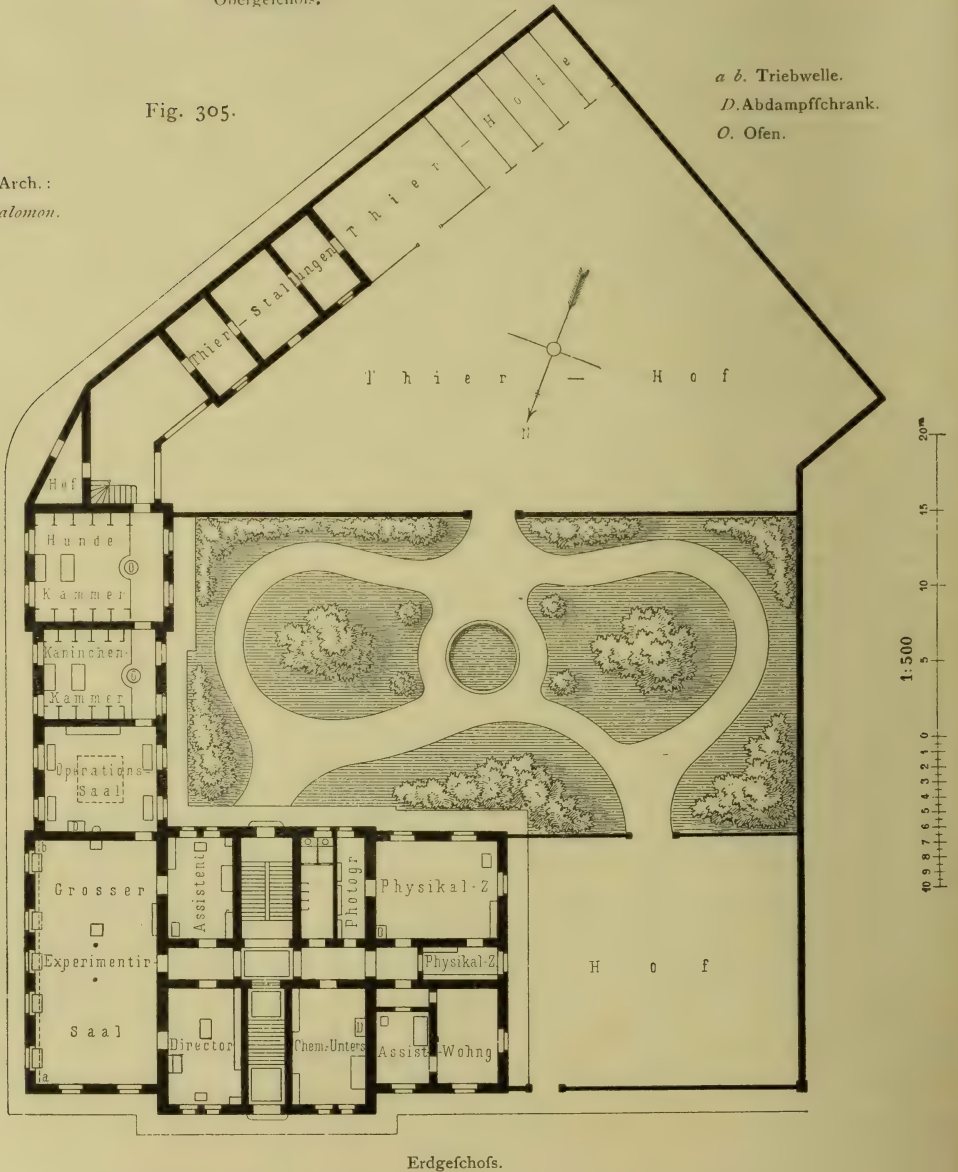 Obergeſchoſs.
Fig. 305.
a b. Triebwelle.
D. Abdampfſchrank.
O. Ofen.
Arch.:
alomon.
Thier-Höfe
Thier-Stallungen
Thier-Hof
N
Hof
Hunde
Kammer
O
Kaninchen-
Kammer
O
Operations-
Saal
D
b
Grosser
Experimentir-
Saal
a
Assistent
Photogr
Physikal-Z
Physikal-Z
Director
Chem-Unters
D
Assist-Wohng
Hof
20m
15
10
5
0
1
2
3
4
5
6
7
8
9
10
1:500
Erdgeſchoſs.